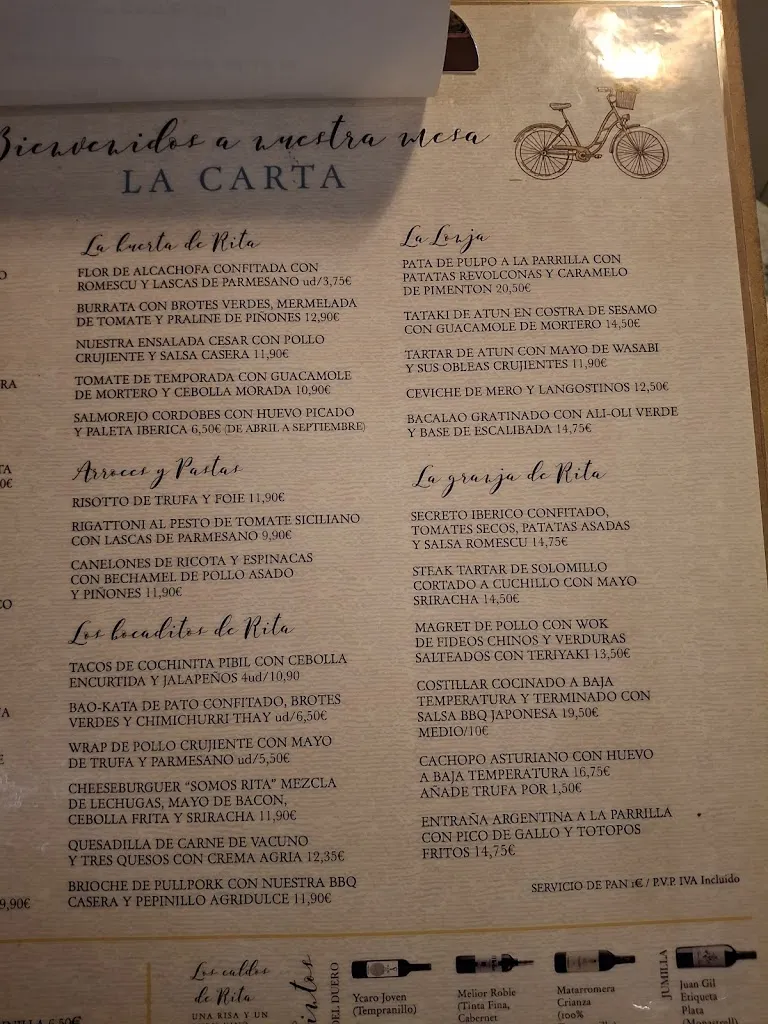 Bienvenidos a nuestra mesa
LA CARTA
La huerta de Rita
FLOR DE ALCACHOFA CONFITADA CON
ROMESCU Y LASCAS DE PARMESANO ud/3,75€
BURRATA CON BROTES VERDES, MERMELADA
DE TOMATE Y PRALINE DE PIÑONES 12,90€
NUESTRA ENSALADA CESAR CON POLLO
CRUJIENTE Y SALSA CASERA 11,90€
TOMATE DE TEMPORADA CON GUACAMOLE
DE MORTERO Y CEBOLLA MORADA 10,90€
SALMOREJO CORDOBES CON HUEVO PICADO
Y PALETA IBERICA 6,50€ (DE ABRIL A SEPTIEMBRE)
Arroces y Pastas
RISOTTO DE TRUFA Y FOIE 11,90€
RIGATTONI AL PESTO DE TOMATE SICILIANO
CON LASCAS DE PARMESANO 9,90€
CANELONES DE RICOTA Y ESPINACAS
CON BECHAMEL DE POLLO ASADO
Y PIÑONES 11,90€
Los bocaditos de Rita
TACOS DE COCHINITA PIBIL CON CEBOLLA
ENCURTIDA Y JALAPEÑOS 4ud/10,90
BAO-KATA DE PATO CONFITADO, BROTES
VERDES Y CHIMICHURRI THAY ud/6,50€
WRAP DE POLLO CRUJIENTE CON MAYO
DE TRUFA Y PARMESANO ud/5,50€
CHEESEBURGUER “SOMOS RITA” MEZCLA
DE LECHUGAS, MAYO DE BACON,
CEBOLLA FRITA Y SRIRACHA 11,90€
QUESADILLA DE CARNE DE VACUNO
Y TRES QUESOS CON CREMA AGRIA 12,35€
BRIOCHE DE PULLPORK CON NUESTRA BBQ
CASERA Y PEPINILLO AGRIDULCE 11,90€
La Lonja
PATA DE PULPO A LA PARRILLA CON
PATATAS REVOLCONAS Y CARAMELO
DE PIMENTON 20,50€
TATAKI DE ATUN EN COSTRA DE SESAMO
CON GUACAMOLE DE MORTERO 14,50€
TARTAR DE ATUN CON MAYO DE WASABI
Y SUS OBLEAS CRUJIENTES 11,90€
CEVICHE DE MERO Y LANGOSTINOS 12,50€
BACALAO GRATINADO CON ALI-OLI VERDE
Y BASE DE ESCALIBADA 14,75€
La granja de Rita
SECRETO IBERICO CONFITADO,
TOMATES SECOS, PATATAS ASADAS
Y SALSA ROMESCU 14,75€
STEAK TARTAR DE SOLOMILLO
CORTADO A CUCHILLO CON MAYO
SRIRACHA 14,50€
MAGRET DE POLLO CON WOK
DE FIDEOS CHINOS Y VERDURAS
SALTEADOS CON TERIYAKI 13,50€
COSTILLAR COCINADO A BAJA
TEMPERATURA Y TERMINADO CON
SALSA BBQ JAPONESA 19,50€
MEDIO/10€
CACHOPO ASTURIANO CON HUEVO
A BAJA TEMPERATURA 16,75€
AÑADE TRUFA POR 1,50€
ENTRAÑA ARGENTINA A LA PARRILLA
CON PICO DE GALLO Y TOTOPOS
FRITOS 14,75€
SERVICIO DE PAN 1€ / P.V.P. IVA Incluido
9,90€
Los caldos
de Rita
UNA RISA Y UN
DEL DUERO
Ycaro Joven
(Tempranillo)
Melior Roble
(Tinta Fina,
Cabernet
Matarromera
Crianza
(100%
JUMILLA
Juan Gil
Etiqueta
Plata
(Monastrell)